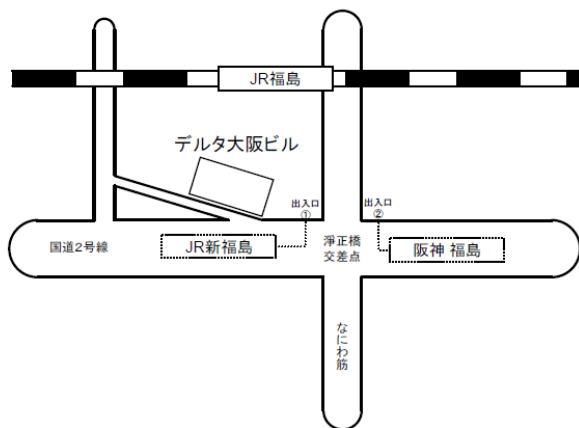 JR福島
デルタ大阪ビル
出入口
①
出入口
②
国道2号線
JR新福島
淨正橋
交差点
阪神 福島
なにわ筋